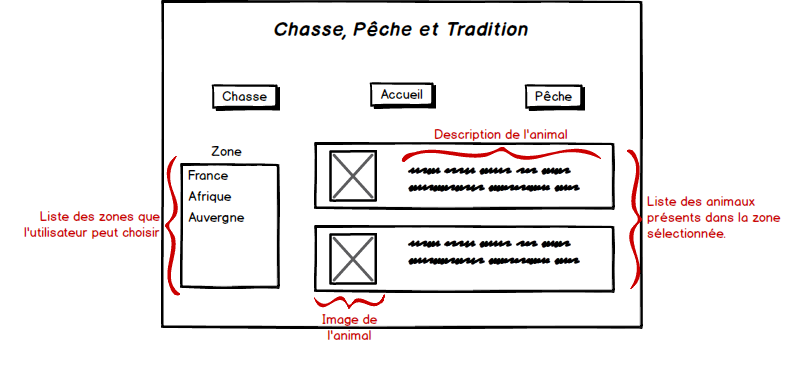 Chasse, Pêche et Tradition
Chasse
Accueil
Pêche
Description de l'animal
Zone
France
Afrique
Auvergne
Liste des zones que
l'utilisateur peut choisir
Liste des animaux
présents dans la zone
sélectionnée.
Image de
l'animal